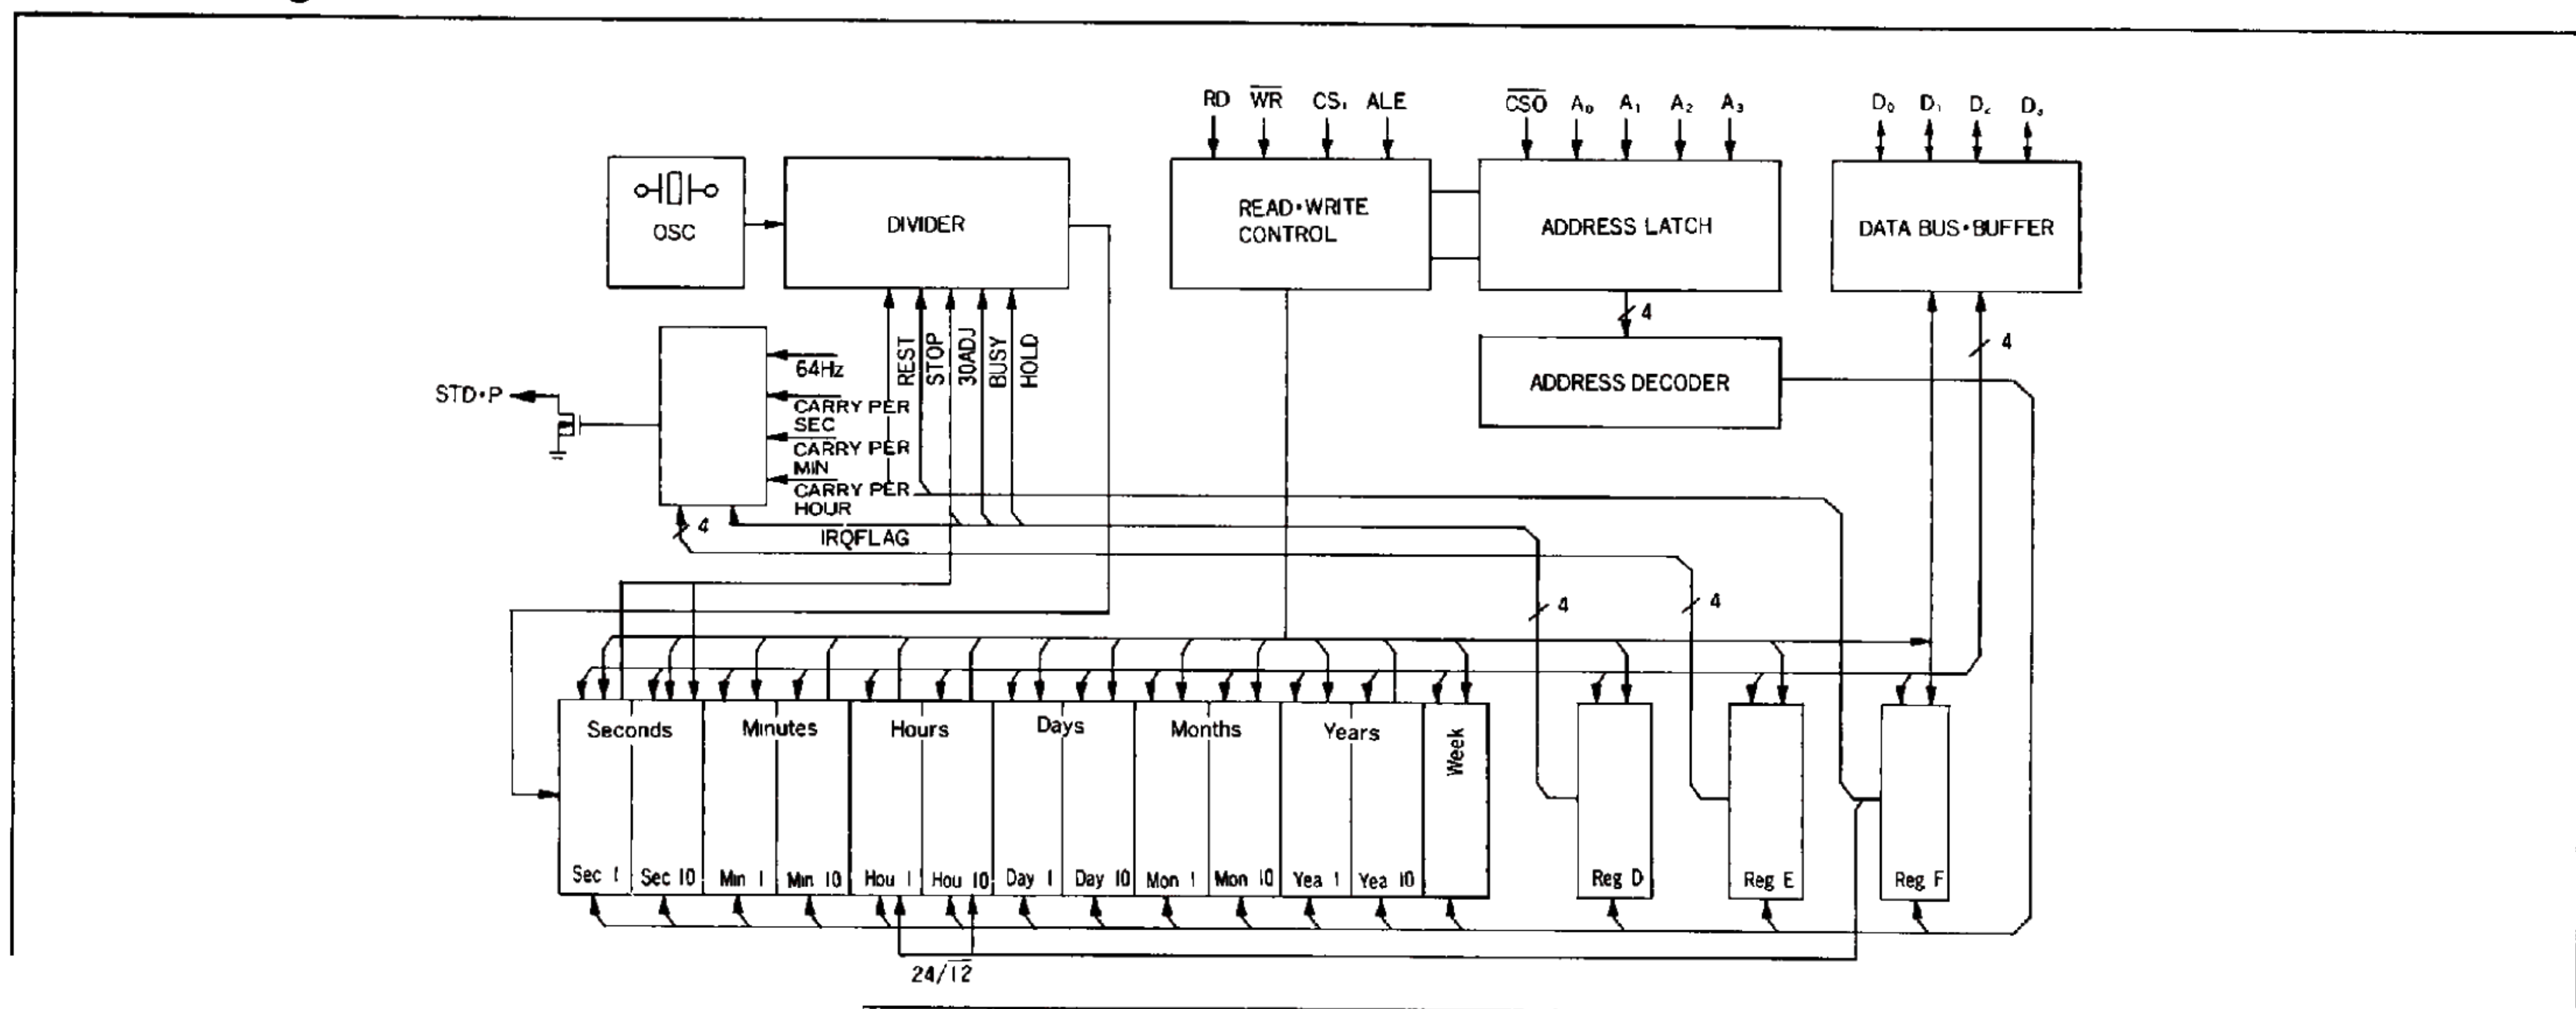 RD W̅R̅ CS₁ ALE
C̅S̅0̅ A₀ A₁ A₂ A₃
D₀ D₁ D₂ D₃
OSC
DIVIDER
READ•WRITE
CONTROL
ADDRESS LATCH
DATA BUS•BUFFER
4
4
ADDRESS DECODER
REST
STOP
30ADJ
BUSY
HOLD
STD•P
64Hz
CARRY PER
SEC
CARRY PER
MIN
CARRY PER
HOUR
4
IRQFLAG
4
4
Seconds Minutes Hours Days Months Years Week
Sec 1 Sec 10 Min 1 Min 10 Hou 1 Hou 10 Day 1 Day 10 Mon 1 Mon 10 Yea 1 Yea 10
Reg D Reg E Reg F
24/1̅2̅